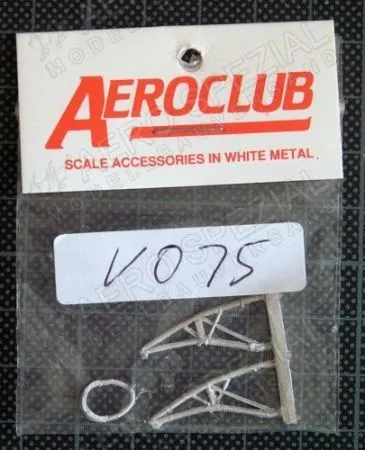 AEROCLUB
SCALE ACCESSORIES IN WHITE METAL
V075